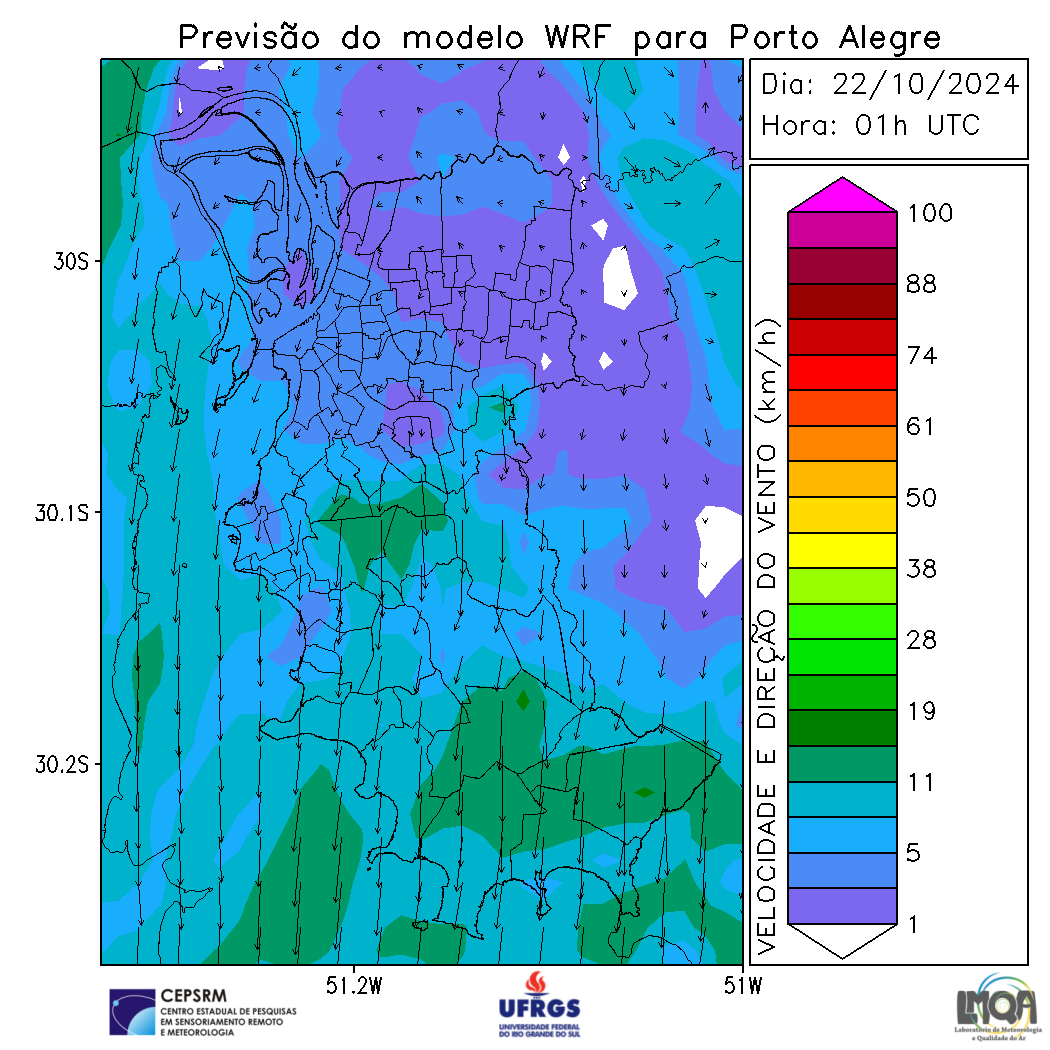 Previsão do modelo WRF para Porto Alegre
Dia: 22/10/2024
Hora: 01h UTC
30S
30.1S
30.2S
51.2W
51W
VELOCIDADE E DIREÇÃO DO VENTO (km/h)
100
88
74
61
50
38
28
19
11
5
1
CEPSRM
CENTRO ESTADUAL DE PESQUISAS
EM SENSORIAMENTO REMOTO
E METEOROLOGIA
UFRGS
UNIVERSIDADE FEDERAL
DO RIO GRANDE DO SUL
LMQA
Laboratório de Meteorologia
e Qualidade do Ar